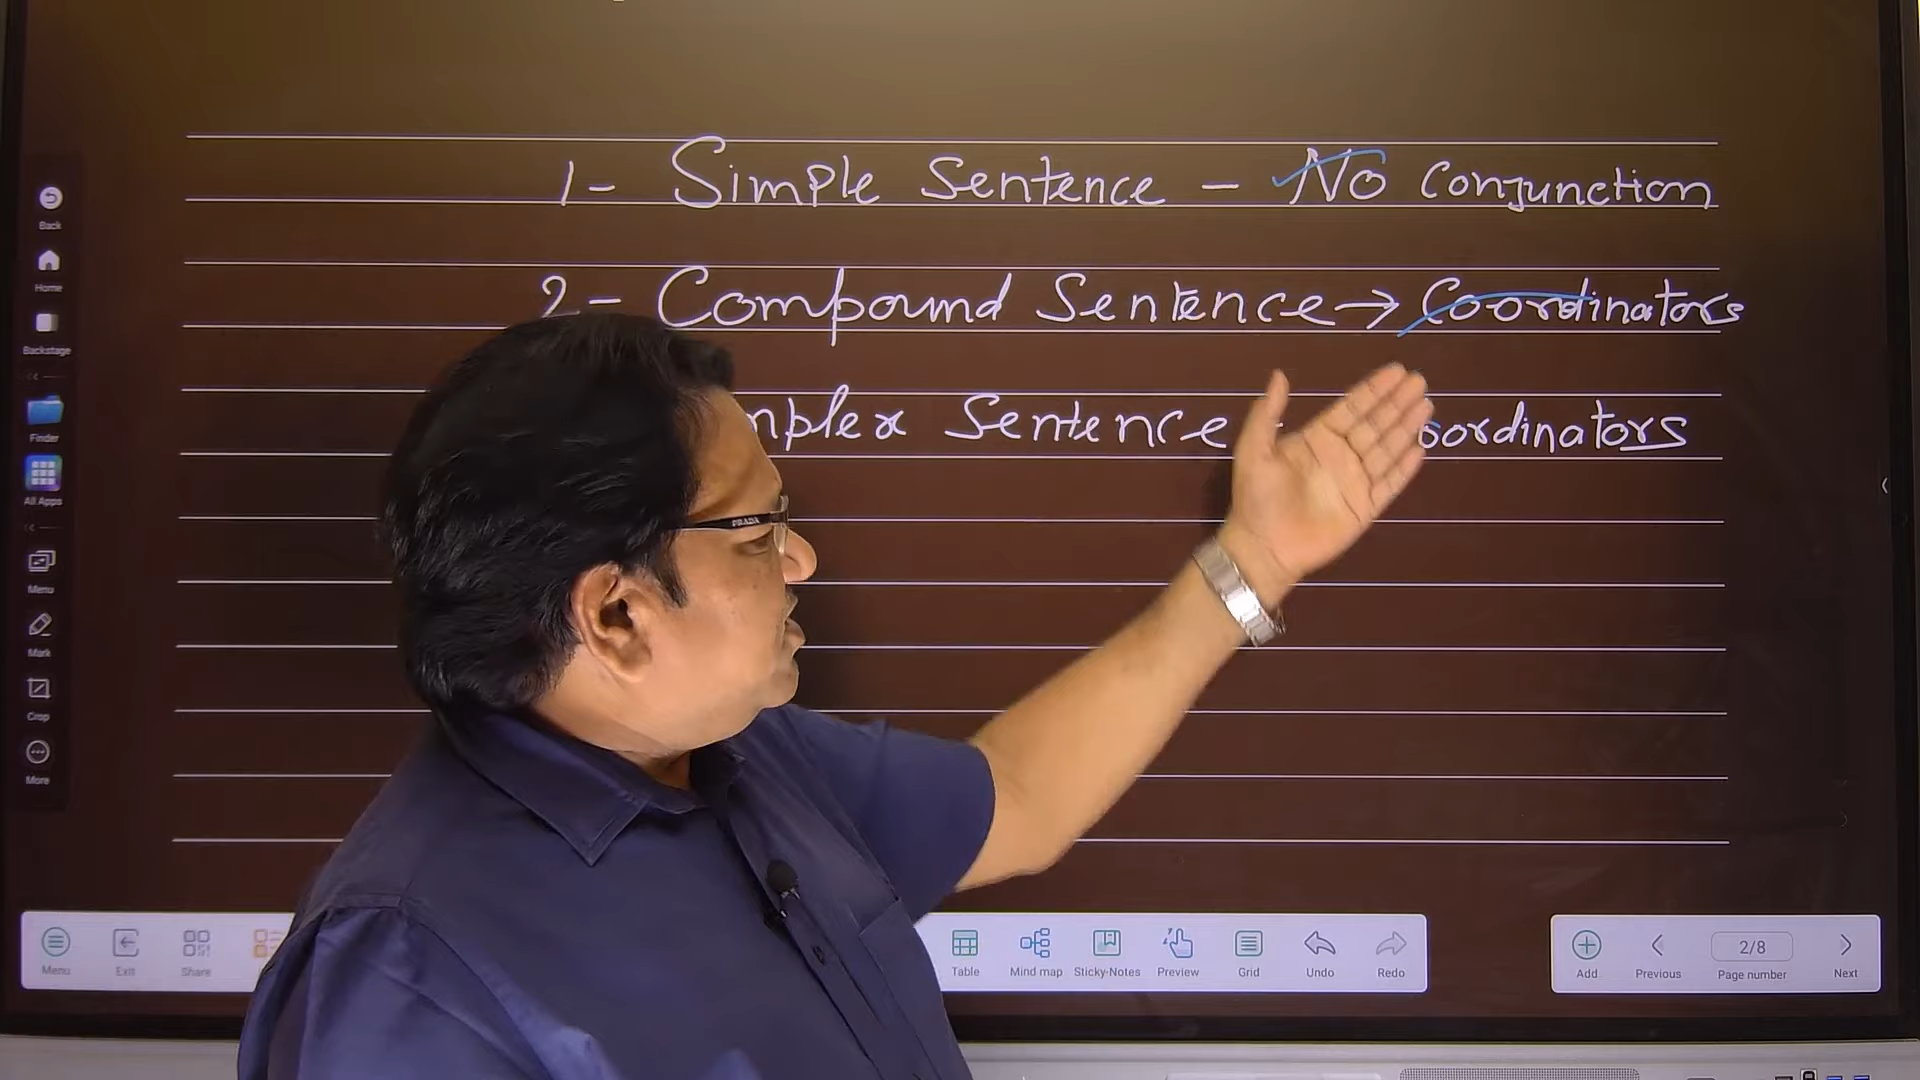 1- Simple Sentence - No Conjunction
2- Compound Sentence → Coordinators
mplex Sentence - oordinators
Back
Home
Backstage
Finder
All Apps
Menu
Mark
Crop
More
PRADA
Menu Exit Share Table Mind map Sticky-Notes Preview Grid Undo Redo Add Previous 2/8 Page number Next